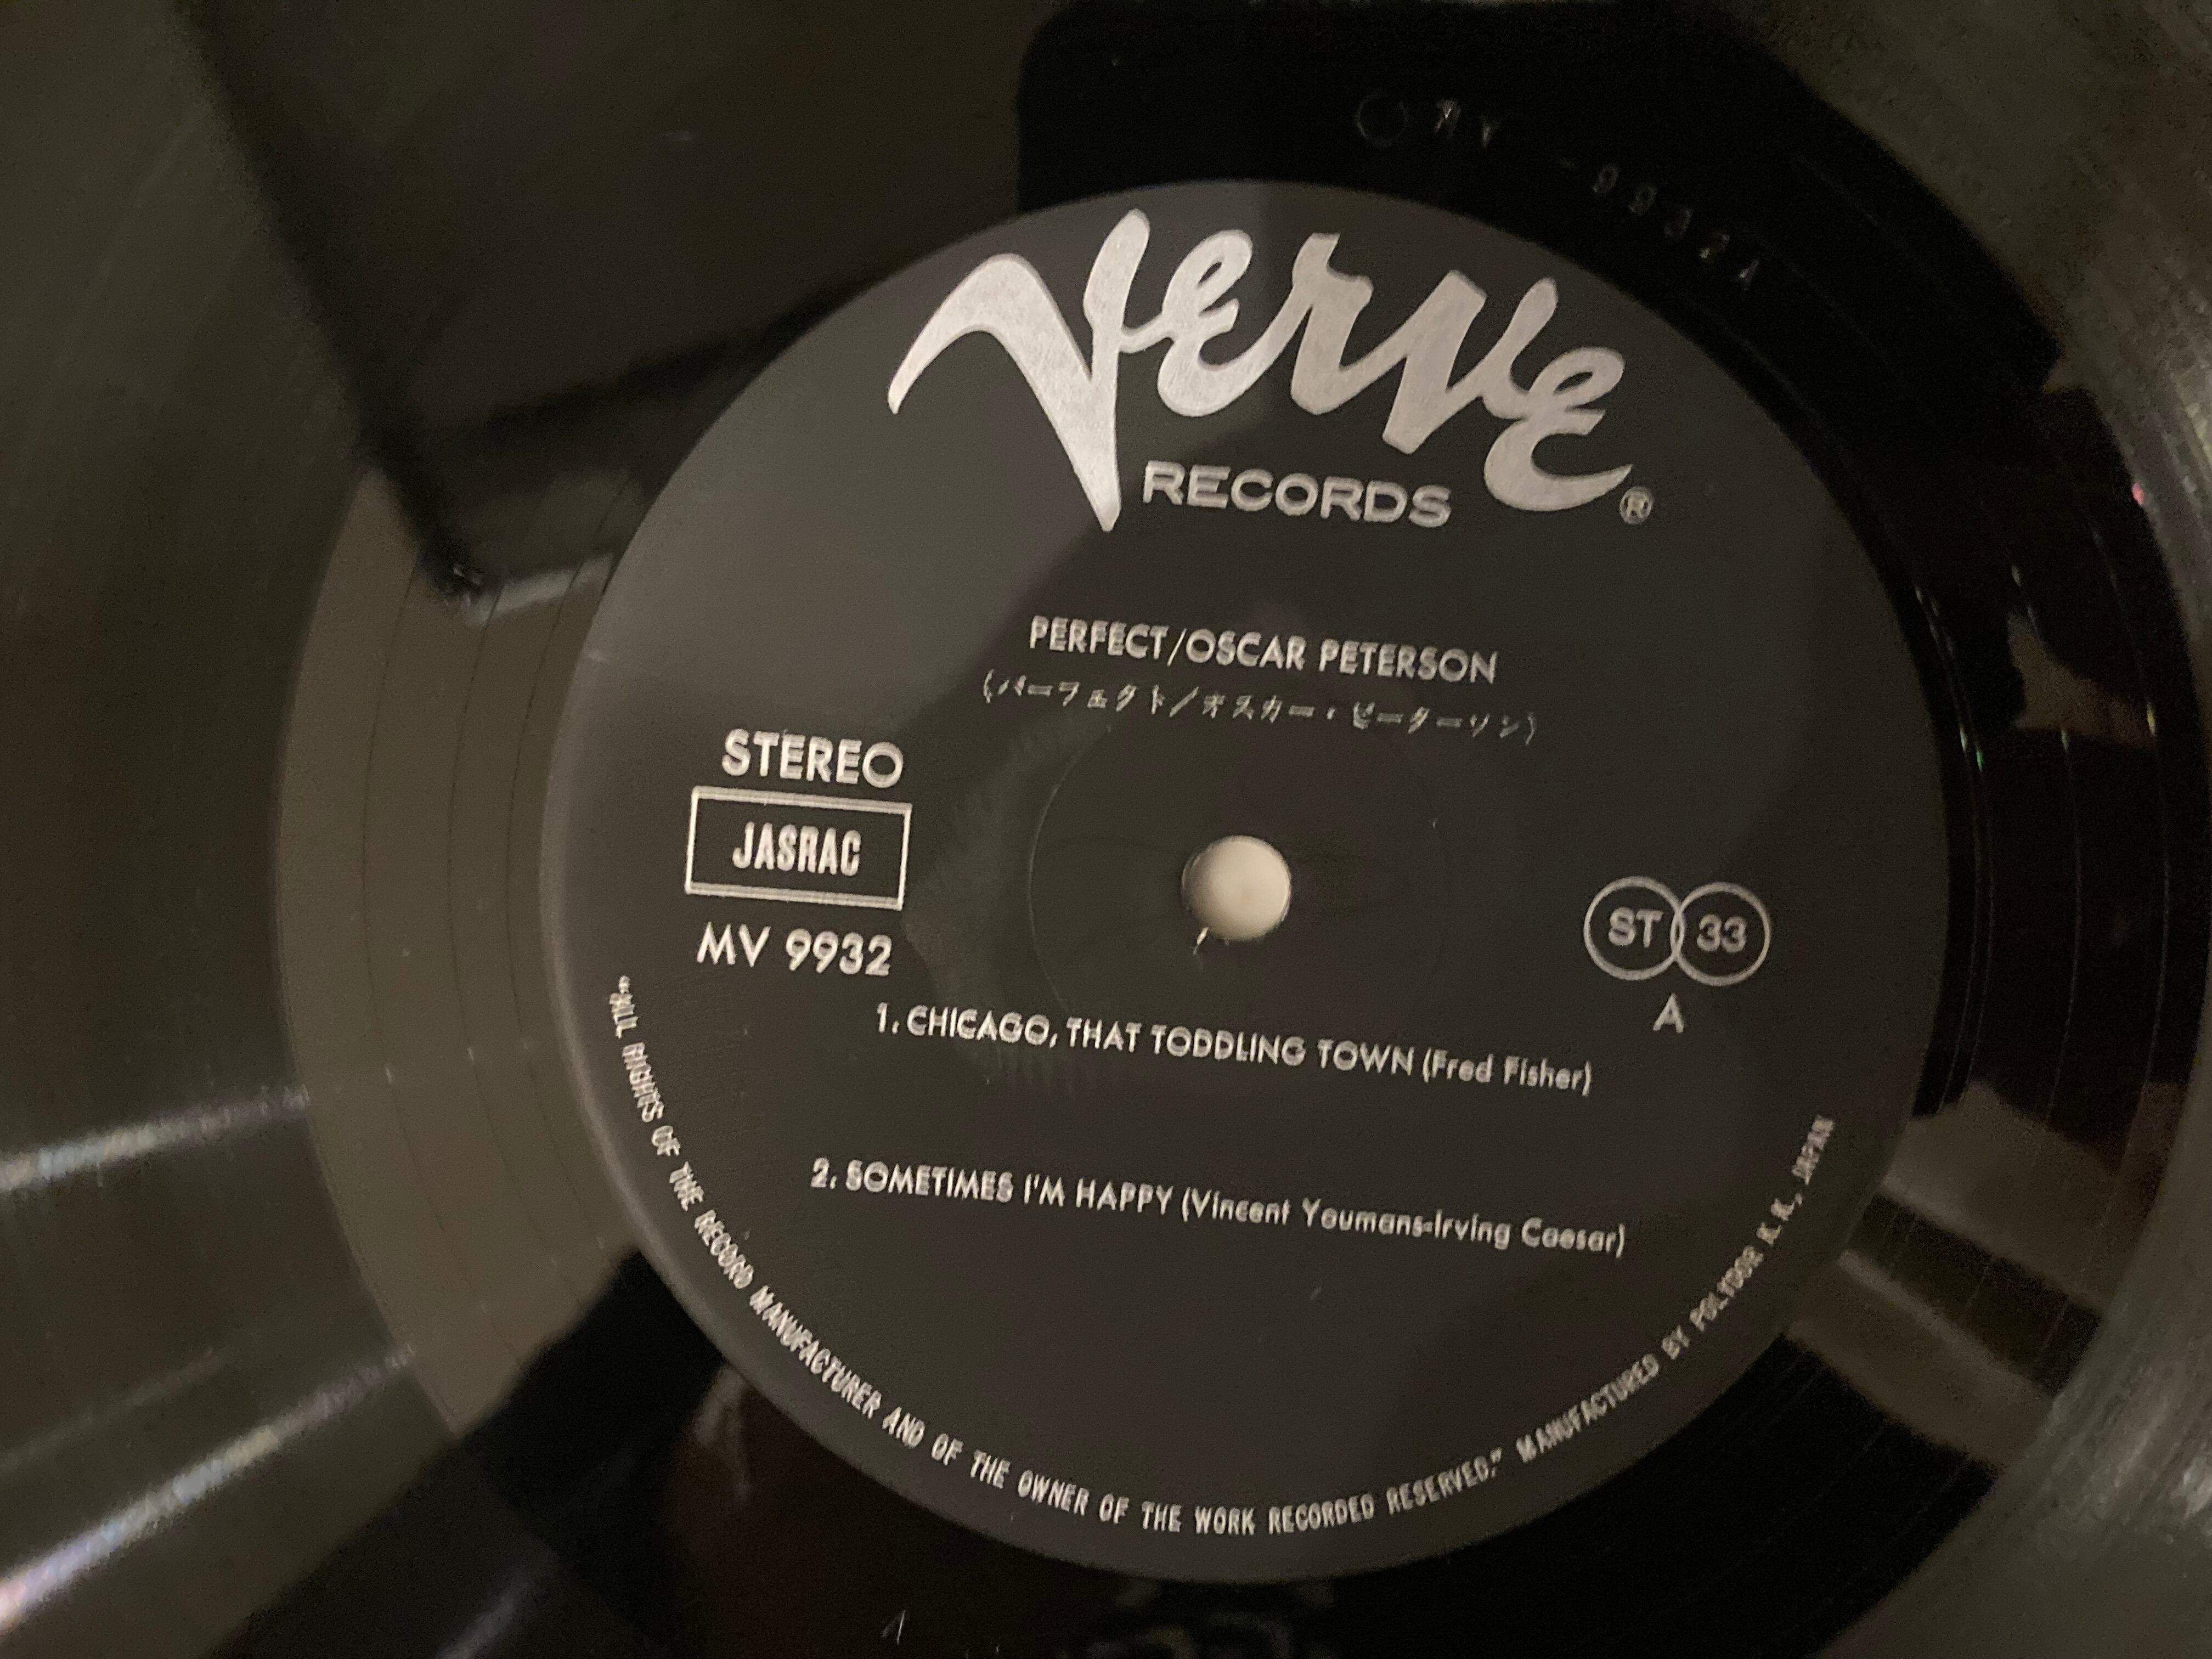 MV-9932A
VERVE
RECORDS ®
PERFECT/OSCAR PETERSON
(パーフェクト／オスカー・ピーターソン)
STEREO
JASRAC
MV 9932
ST 33
A
1. CHICAGO, THAT TODDLING TOWN (Fred Fisher)
2. SOMETIMES I'M HAPPY (Vincent Youmans-Irving Caesar)
"ALL RIGHTS OF THE RECORD MANUFACTURER AND OF THE OWNER OF THE WORK RECORDED RESERVED." MANUFACTURED BY POLYDOR K.K., JAPAN